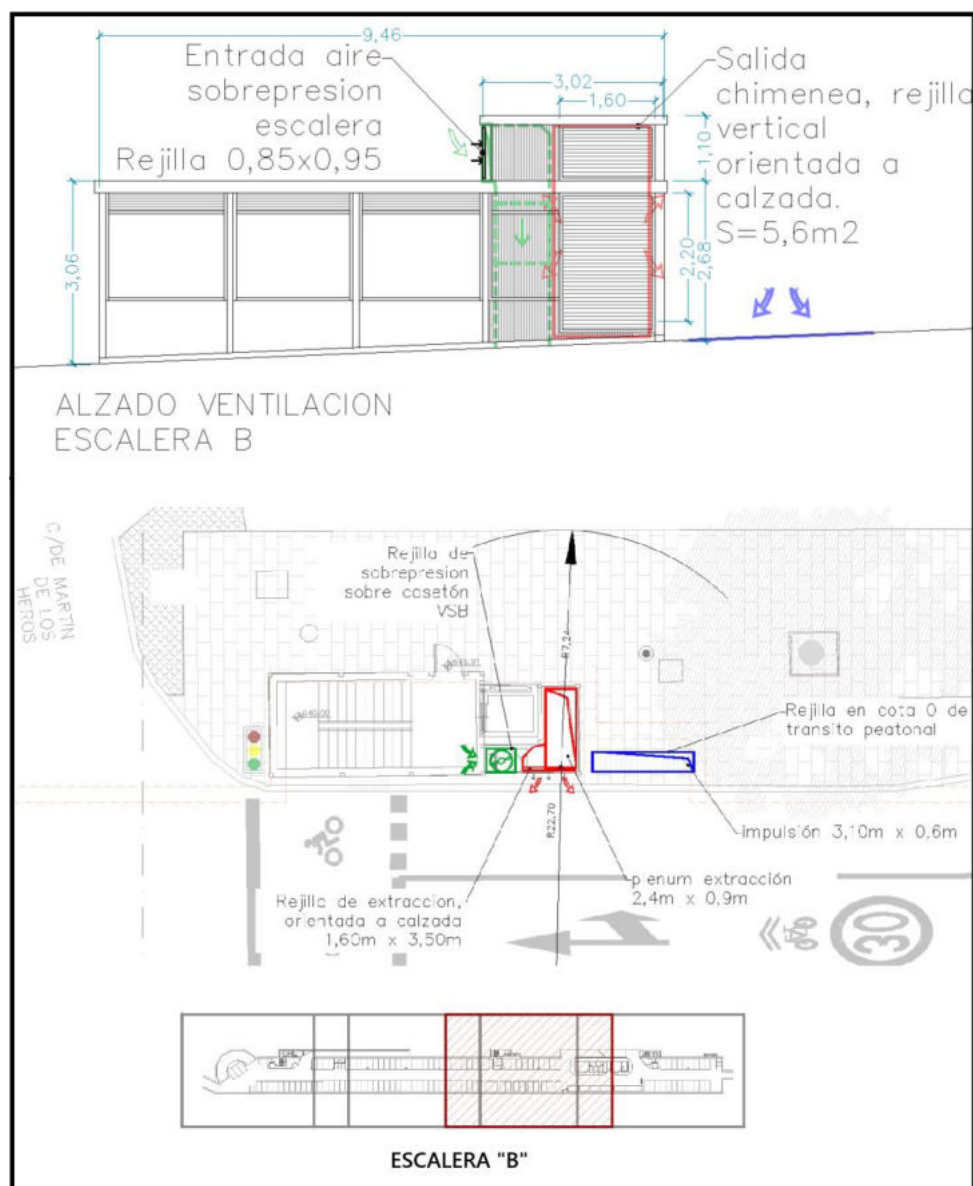 9,46
Entrada aire
sobrepresion
escalera
Rejilla 0,85x0,95
3,02
1,60
Salida
chimenea, rejilla
vertical
orientada a
calzada.
S=5,6m2
1,10
3,06
2,20
2,68
ALZADO VENTILACION
ESCALERA B
C/DE MARTIN
DE LOS
HEROS
Rejilla de
sobrepresion
sobre casetón
VSB
R7,24
Rejilla en cota 0 de
transito peatonal
impulsión 3,10m x 0,6m
R22,70
plenum extracción
2,4m x 0,9m
Rejilla de extraccion,
orientada a calzada
1,60m x 3,50m
30
ESCALERA "B"